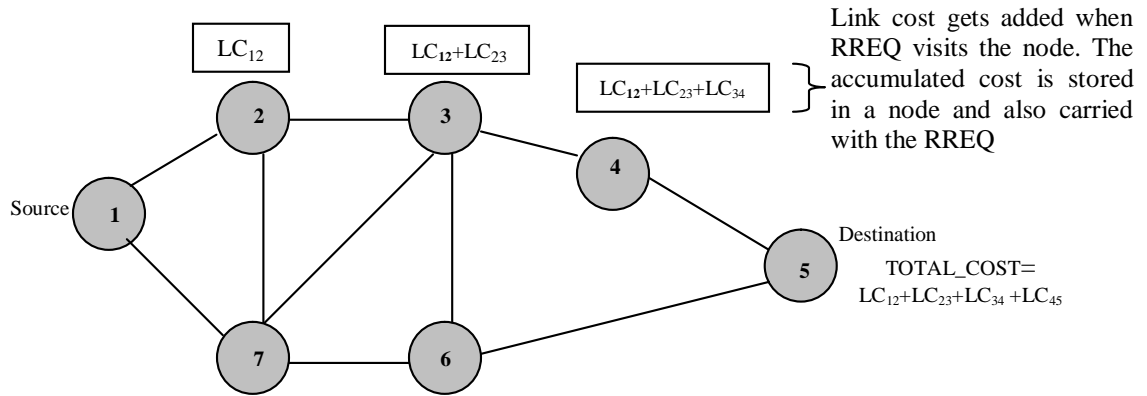 LC₁₂
LC₁₂+LC₂₃
LC₁₂+LC₂₃+LC₃₄
Link cost gets added when
RREQ visits the node. The
accumulated cost is stored
in a node and also carried
with the RREQ
2
3
4
Source
1
5
Destination
TOTAL_COST=
LC₁₂+LC₂₃+LC₃₄ +LC₄₅
7
6